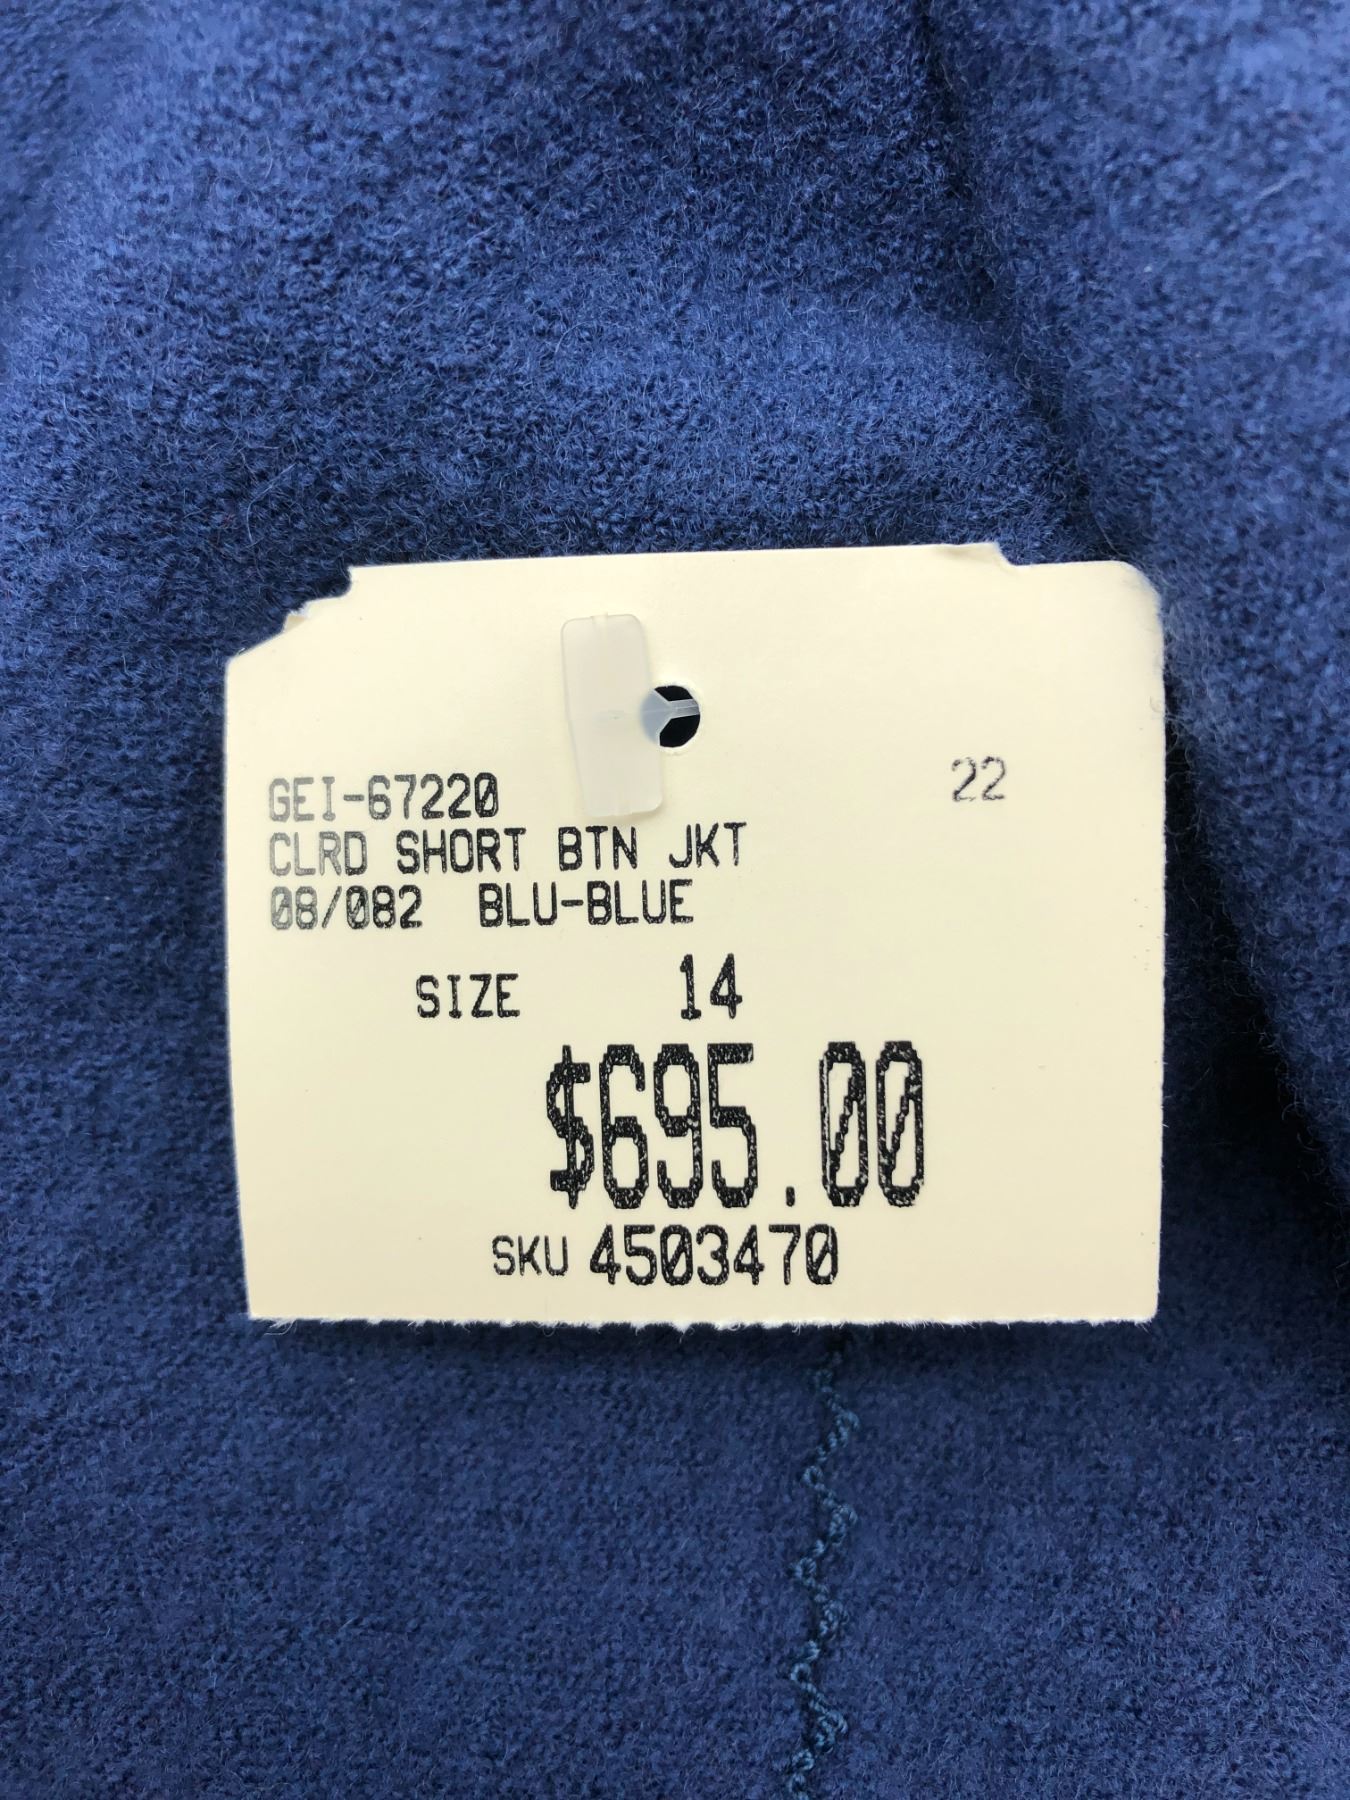 GEI-67220 22
CLRD SHORT BTN JKT
08/082 BLU-BLUE
SIZE 14
$695.00
SKU 4503470